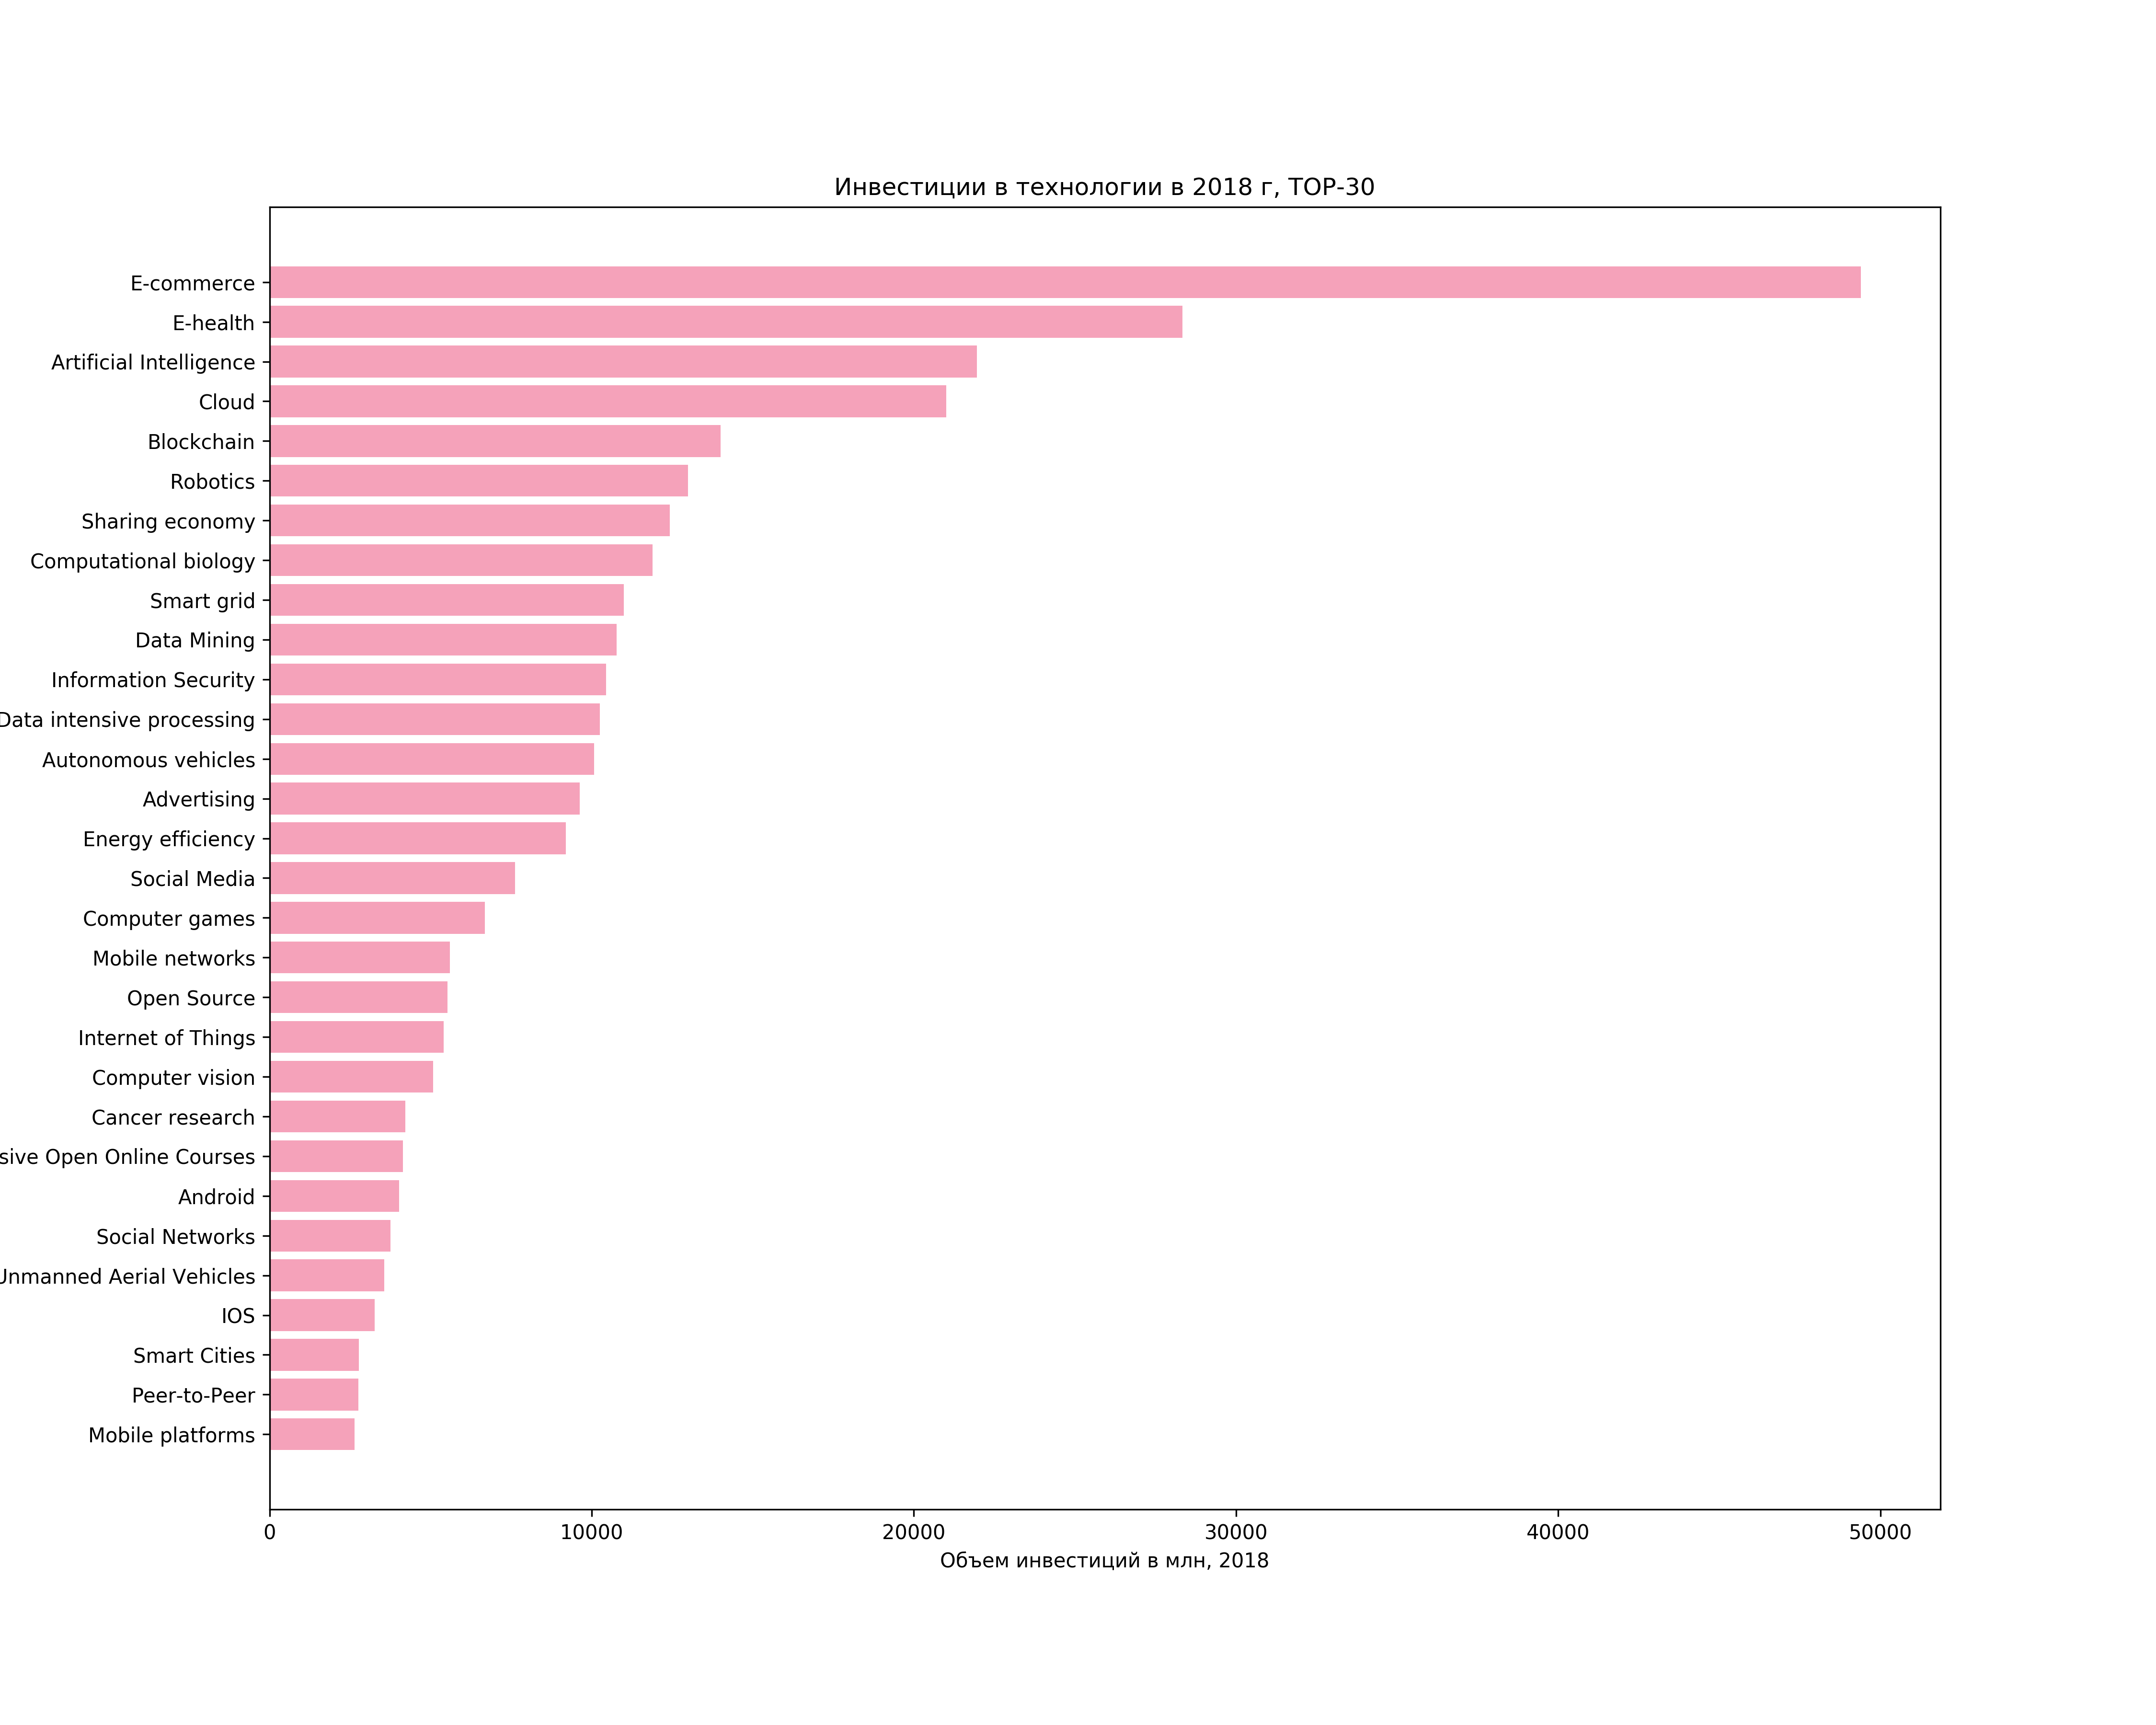 Инвестиции в технологии в 2018 г, TOP-30
E-commerce
E-health
Artificial Intelligence
Cloud
Blockchain
Robotics
Sharing economy
Computational biology
Smart grid
Data Mining
Information Security
Data intensive processing
Autonomous vehicles
Advertising
Energy efficiency
Social Media
Computer games
Mobile networks
Open Source
Internet of Things
Computer vision
Cancer research
Open Online Courses
Android
Social Networks
Unmanned Aerial Vehicles
IOS
Smart Cities
Peer-to-Peer
Mobile platforms
0 10000 20000 30000 40000 50000
Объем инвестиций в млн, 2018